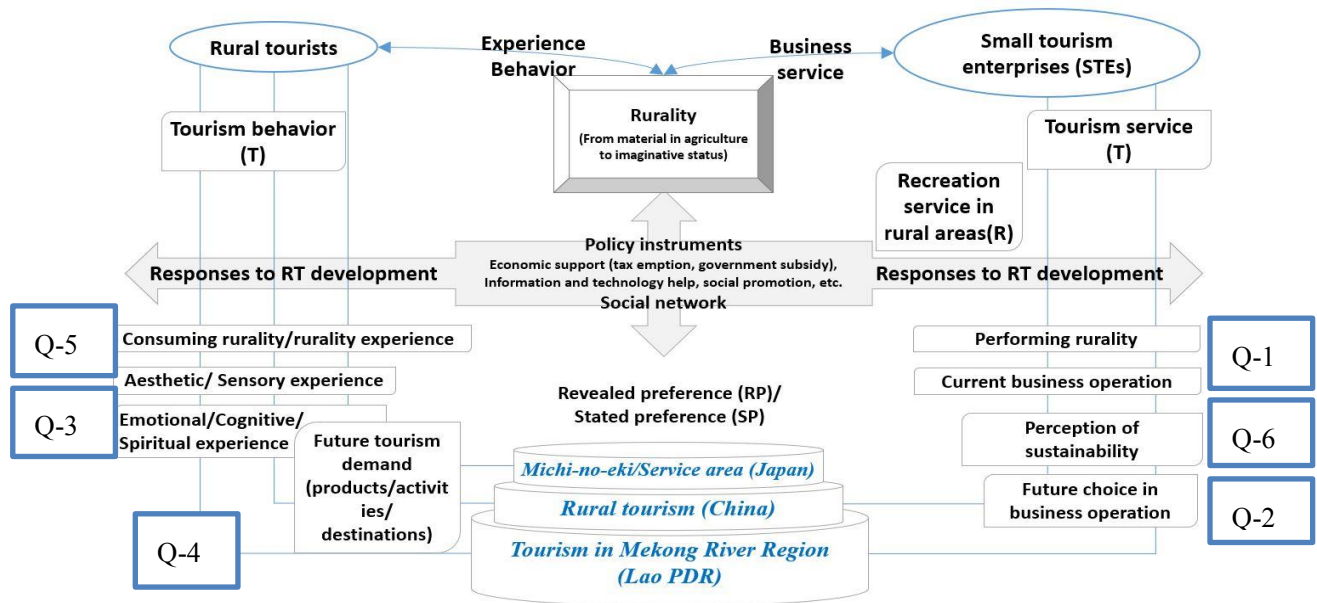 Rural tourists
Experience
Behavior
Business
service
Small tourism
enterprises (STEs)
Rurality
(From material in agriculture
to imaginative status)
Tourism behavior
(T)
Tourism service
(T)
Recreation
service in
rural areas(R)
Policy instruments
Economic support (tax emption, government subsidy),
Information and technology help, social promotion, etc.
Social network
Responses to RT development
Responses to RT development
Q-5
Consuming rurality/rurality experience
Aesthetic/ Sensory experience
Q-3
Emotional/Cognitive/
Spiritual experience
Future tourism
demand
(products/activit
ies/
destinations)
Q-4
Revealed preference (RP)/
Stated preference (SP)
Michi-no-eki/Service area (Japan)
Rural tourism (China)
Tourism in Mekong River Region
(Lao PDR)
Performing rurality
Q-1
Current business operation
Perception of
sustainability
Q-6
Future choice in
business operation
Q-2